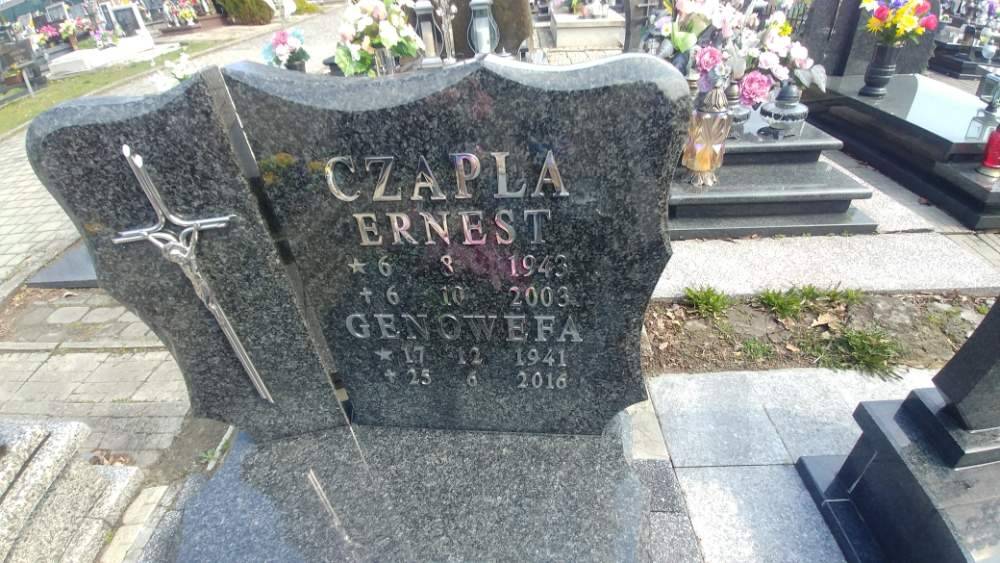 CZAPLA
ERNEST
* 6 8 1943
+ 6 10 2003
GENOWEFA
* 17 12 1941
+ 25 6 2016